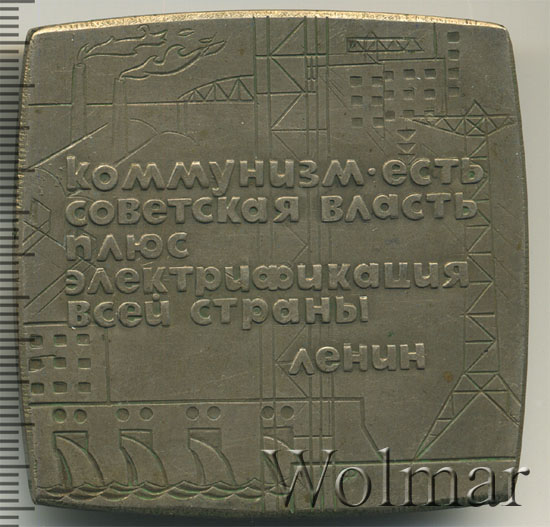 коммунизм·есть
советская власть
плюс
электрификация
всей страны
ленин
Wolmar